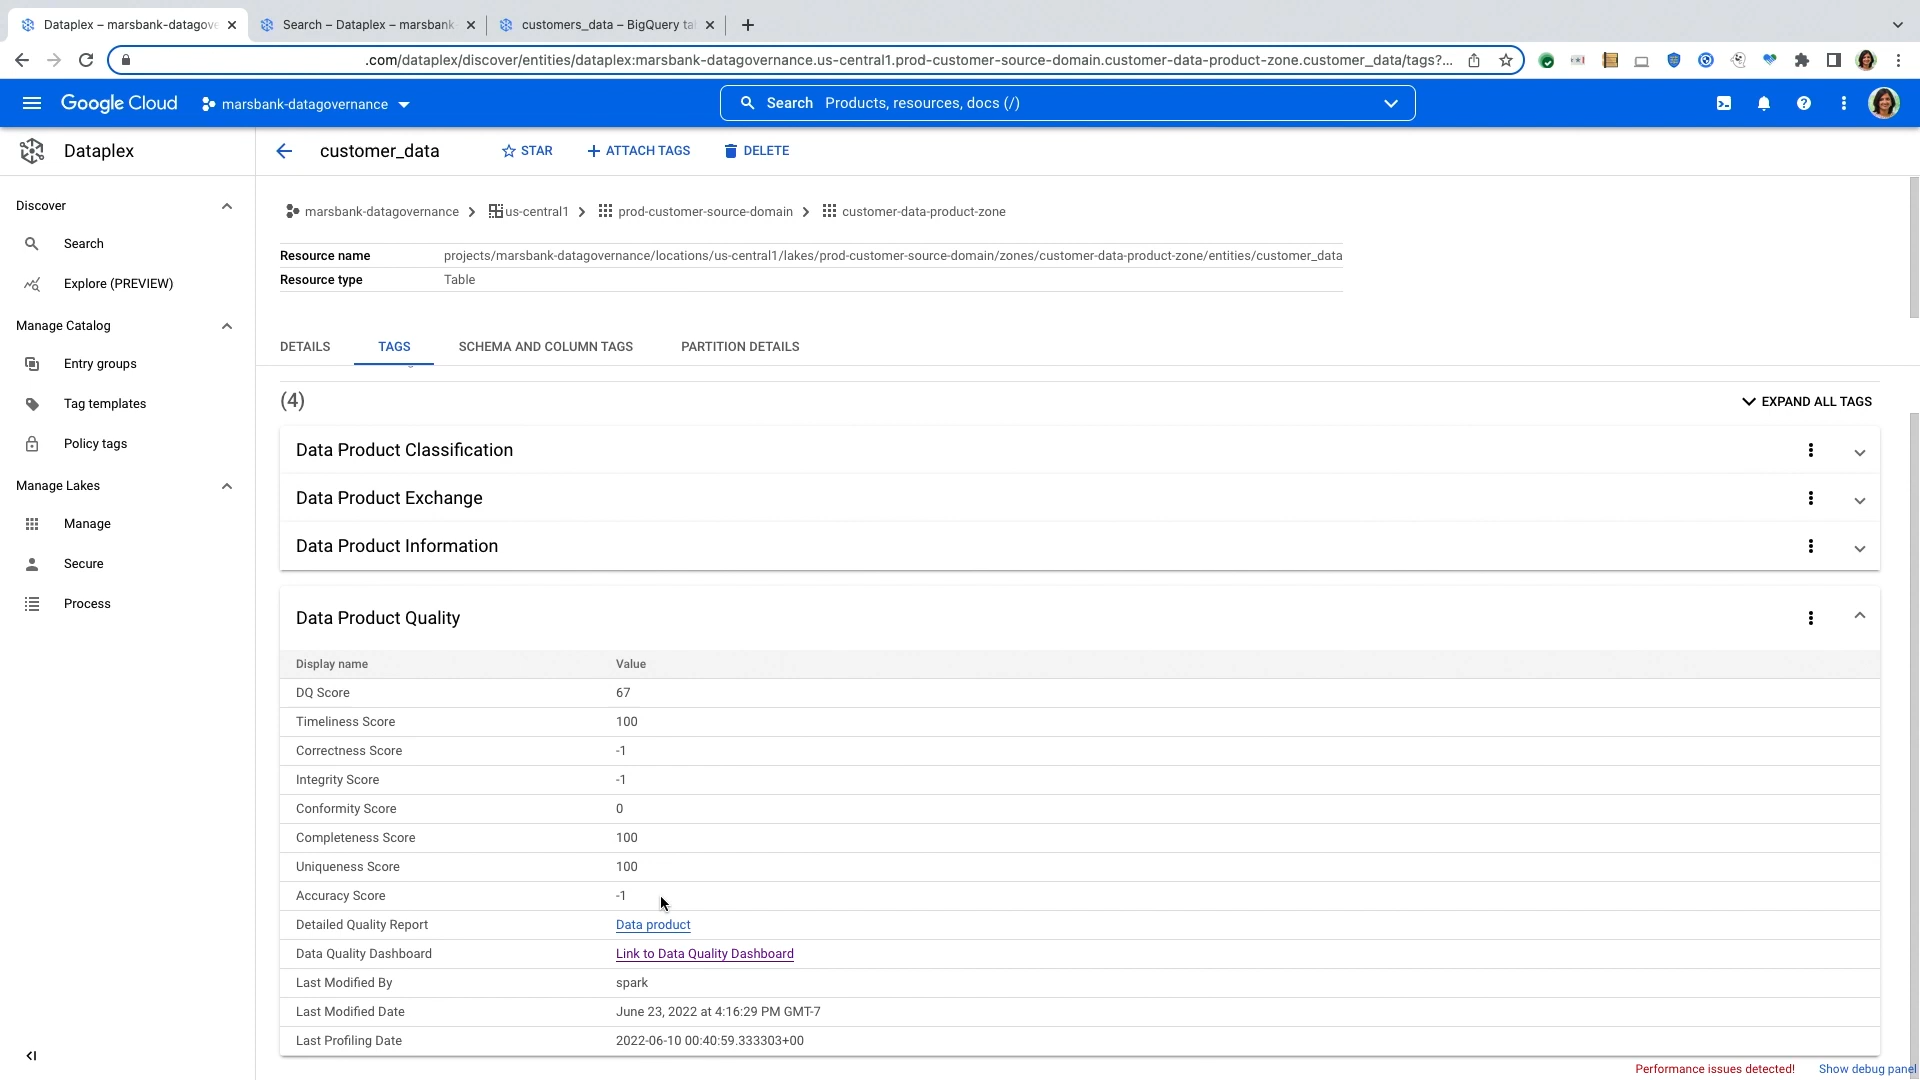 Dataplex – marsbank-datagove
Search – Dataplex – marsbank-
customers_data – BigQuery ta
.com/dataplex/discover/entities/dataplex:marsbank-datagovernance.us-central1.prod-customer-source-domain.customer-data-product-zone.customer_data/tags?...
Google Cloud
marsbank-datagovernance
Search Products, resources, docs (/)
Dataplex
customer_data
STAR
ATTACH TAGS
DELETE
Discover
Search
Explore (PREVIEW)
Manage Catalog
Entry groups
Tag templates
Policy tags
Manage Lakes
Manage
Secure
Process
marsbank-datagovernance
us-central1
prod-customer-source-domain
customer-data-product-zone
Resource name projects/marsbank-datagovernance/locations/us-central1/lakes/prod-customer-source-domain/zones/customer-data-product-zone/entities/customer_data
Resource type Table
DETAILS
TAGS
SCHEMA AND COLUMN TAGS
PARTITION DETAILS
(4)
EXPAND ALL TAGS
Data Product Classification
Data Product Exchange
Data Product Information
Data Product Quality
Display name Value
DQ Score 67
Timeliness Score 100
Correctness Score -1
Integrity Score -1
Conformity Score 0
Completeness Score 100
Uniqueness Score 100
Accuracy Score -1
Detailed Quality Report Data product
Data Quality Dashboard Link to Data Quality Dashboard
Last Modified By spark
Last Modified Date June 23, 2022 at 4:16:29 PM GMT-7
Last Profiling Date 2022-06-10 00:40:59.333303+00
Performance issues detected!
Show debug panel